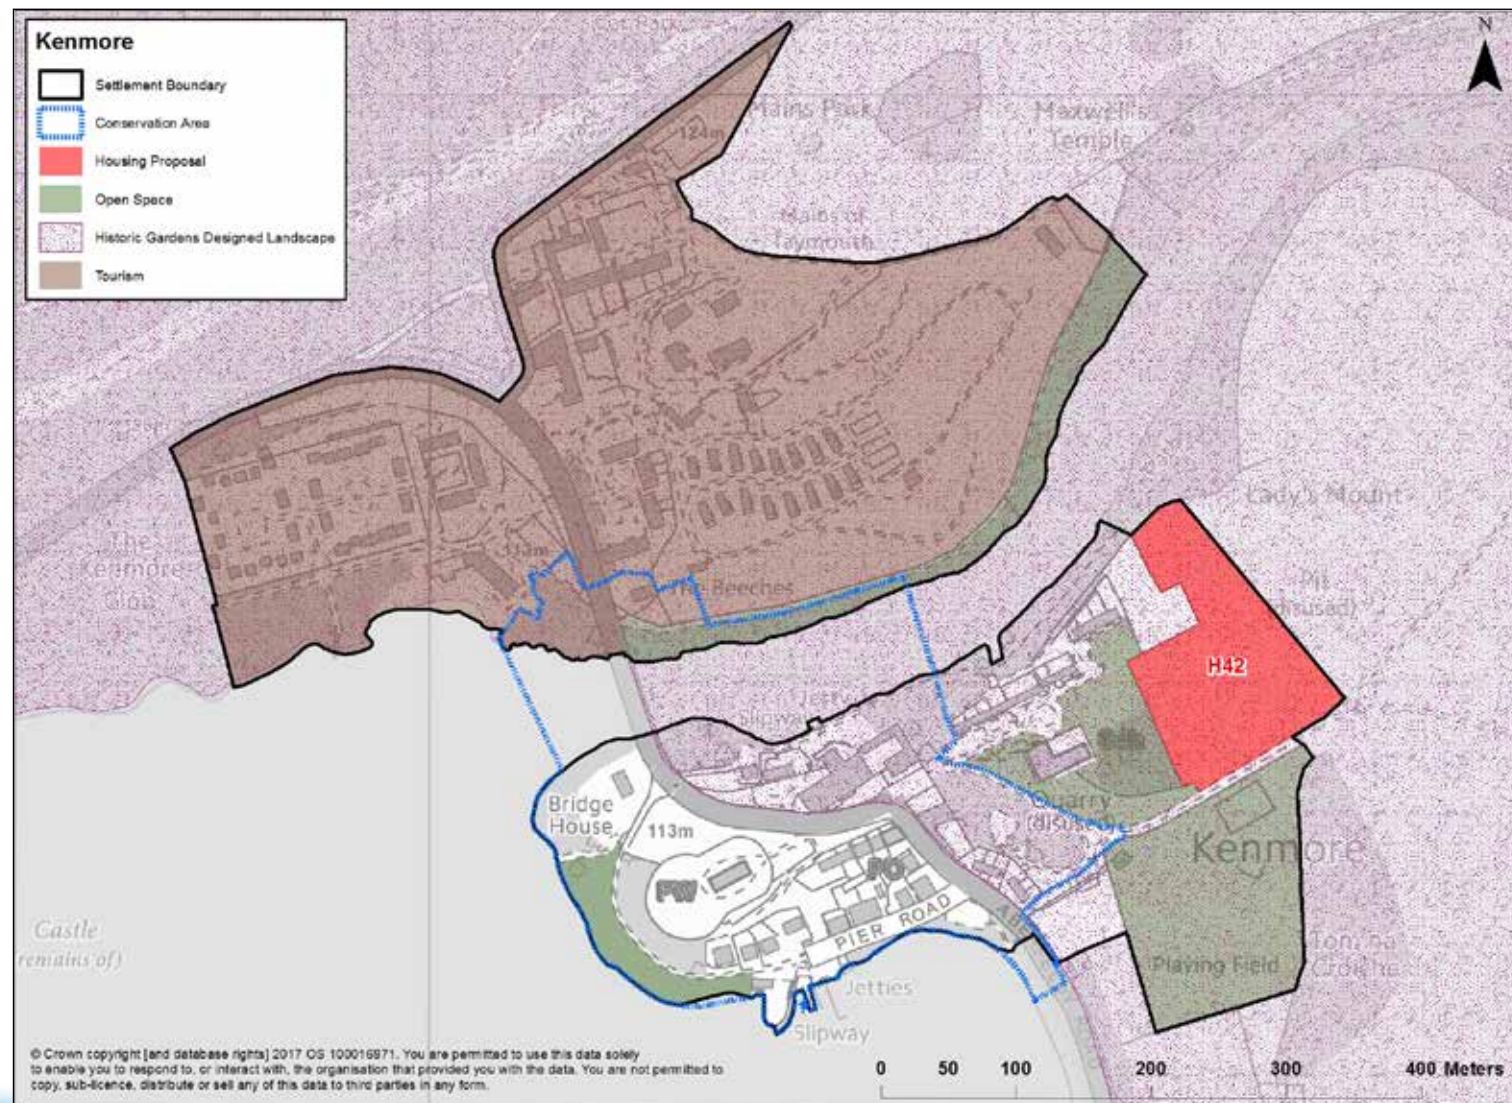 Kenmore
Settlement Boundary
Conservation Area
Housing Proposal
Open Space
Historic Gardens Designed Landscape
Tourism
N
124m
Mains Park
Maxwell's
Temple
Mains of
Taymouth
Lady's Mount
The
Kenmore
Club
113m
The Beeches
Pit
(disused)
H42
Jetty
Slipway
Quarry
(disused)
Bridge
House
113m
Kenmore
PW
PO
PIER ROAD
Castle
(remains of)
Playing Field
Tom na
Croiche
Jetties
Slipway
© Crown copyright [and database rights] 2017 OS 100016971. You are permitted to use this data solely
to enable you to respond to, or interact with, the organisation that provided you with the data. You are not permitted to
copy, sub-licence, distribute or sell any of this data to third parties in any form.
0 50 100 200 300 400 Meters